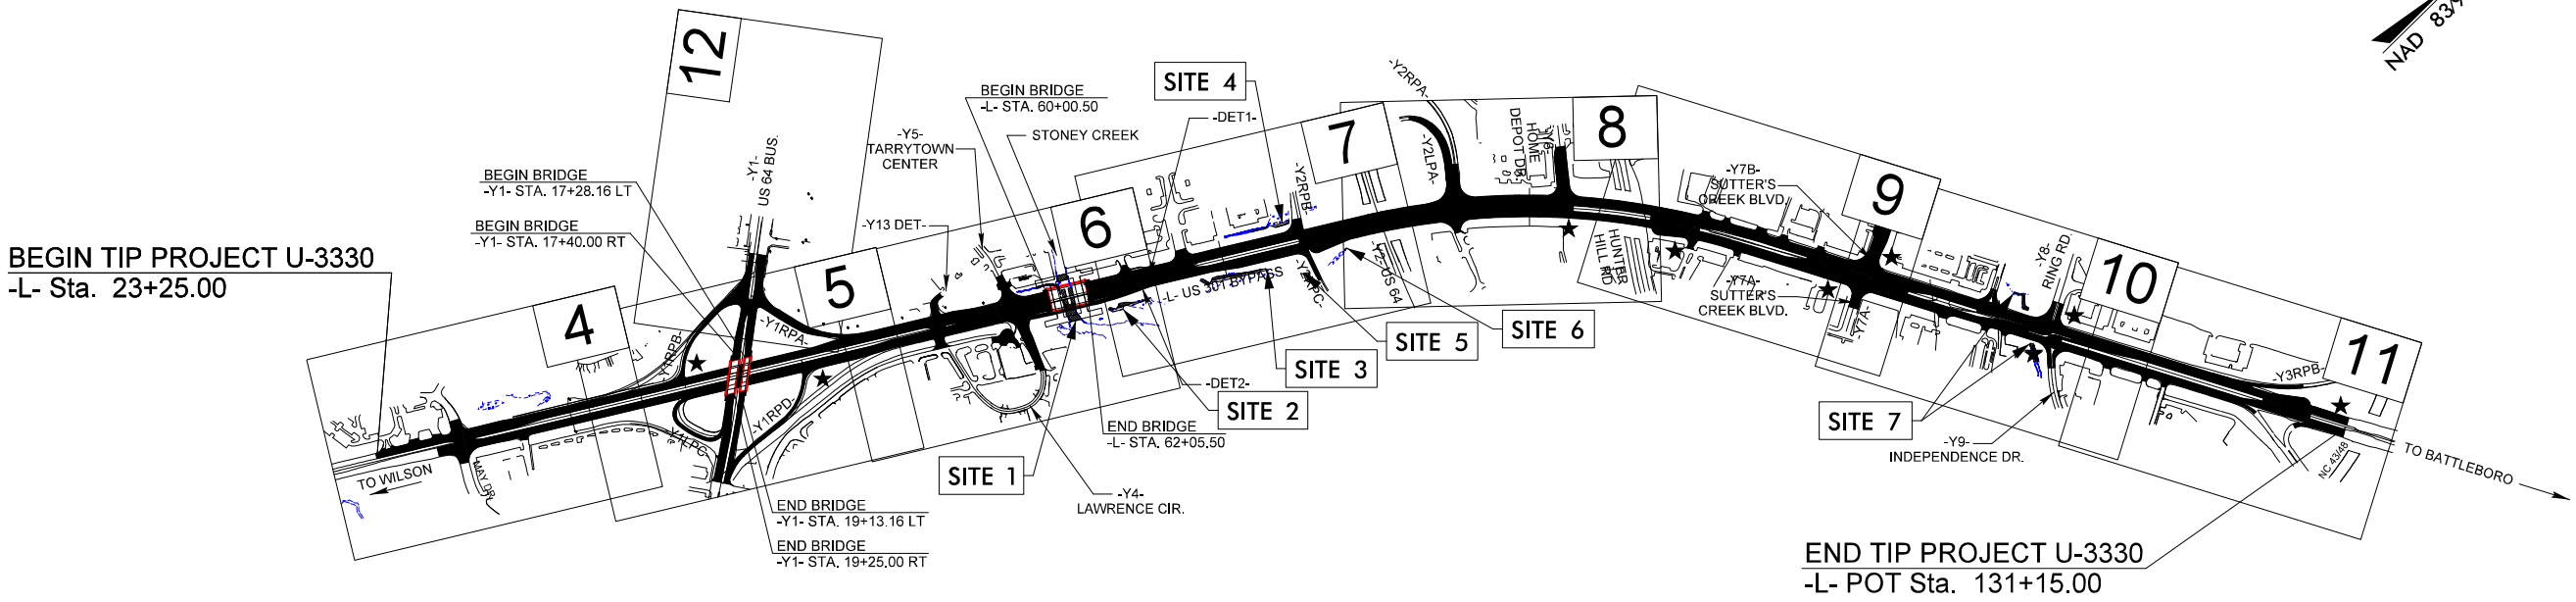 BEGIN TIP PROJECT U-3330
-L- Sta. 23+25.00
BEGIN BRIDGE
-Y1- STA. 17+28.16 LT
BEGIN BRIDGE
-Y1- STA. 17+40.00 RT
12
-Y1-
US 64 BUS.
4
5
-Y1RPB-
-Y1RPA-
-Y1RPD-
-Y1LPC-
TO WILSON
MAY DR.
END BRIDGE
-Y1- STA. 19+13.16 LT
END BRIDGE
-Y1- STA. 19+25.00 RT
-Y5-
TARRYTOWN
CENTER
-Y13 DET-
BEGIN BRIDGE
-L- STA. 60+00.50
STONEY CREEK
6
SITE 4
-DET1-
-L- US 301 BYPASS
SITE 1
END BRIDGE
-L- STA. 62+05.50
-Y4-
LAWRENCE CIR.
-DET2-
SITE 2
SITE 3
-Y2RPB-
-Y2RPC-
7
SITE 5
SITE 6
-Y2RPA-
-Y2LPA-
-Y2- US 64
HOME
DEPOT DR.
-Y6-
8
HUNTER
HILL RD
-Y7B-
SUTTER'S
CREEK BLVD.
9
-Y7A-
SUTTER'S
CREEK BLVD.
-Y7A-
-Y8-
RING RD.
10
SITE 7
-Y9-
INDEPENDENCE DR.
-Y3RPB-
11
NC 43/48
TO BATTLEBORO
END TIP PROJECT U-3330
-L- POT Sta. 131+15.00
NAD